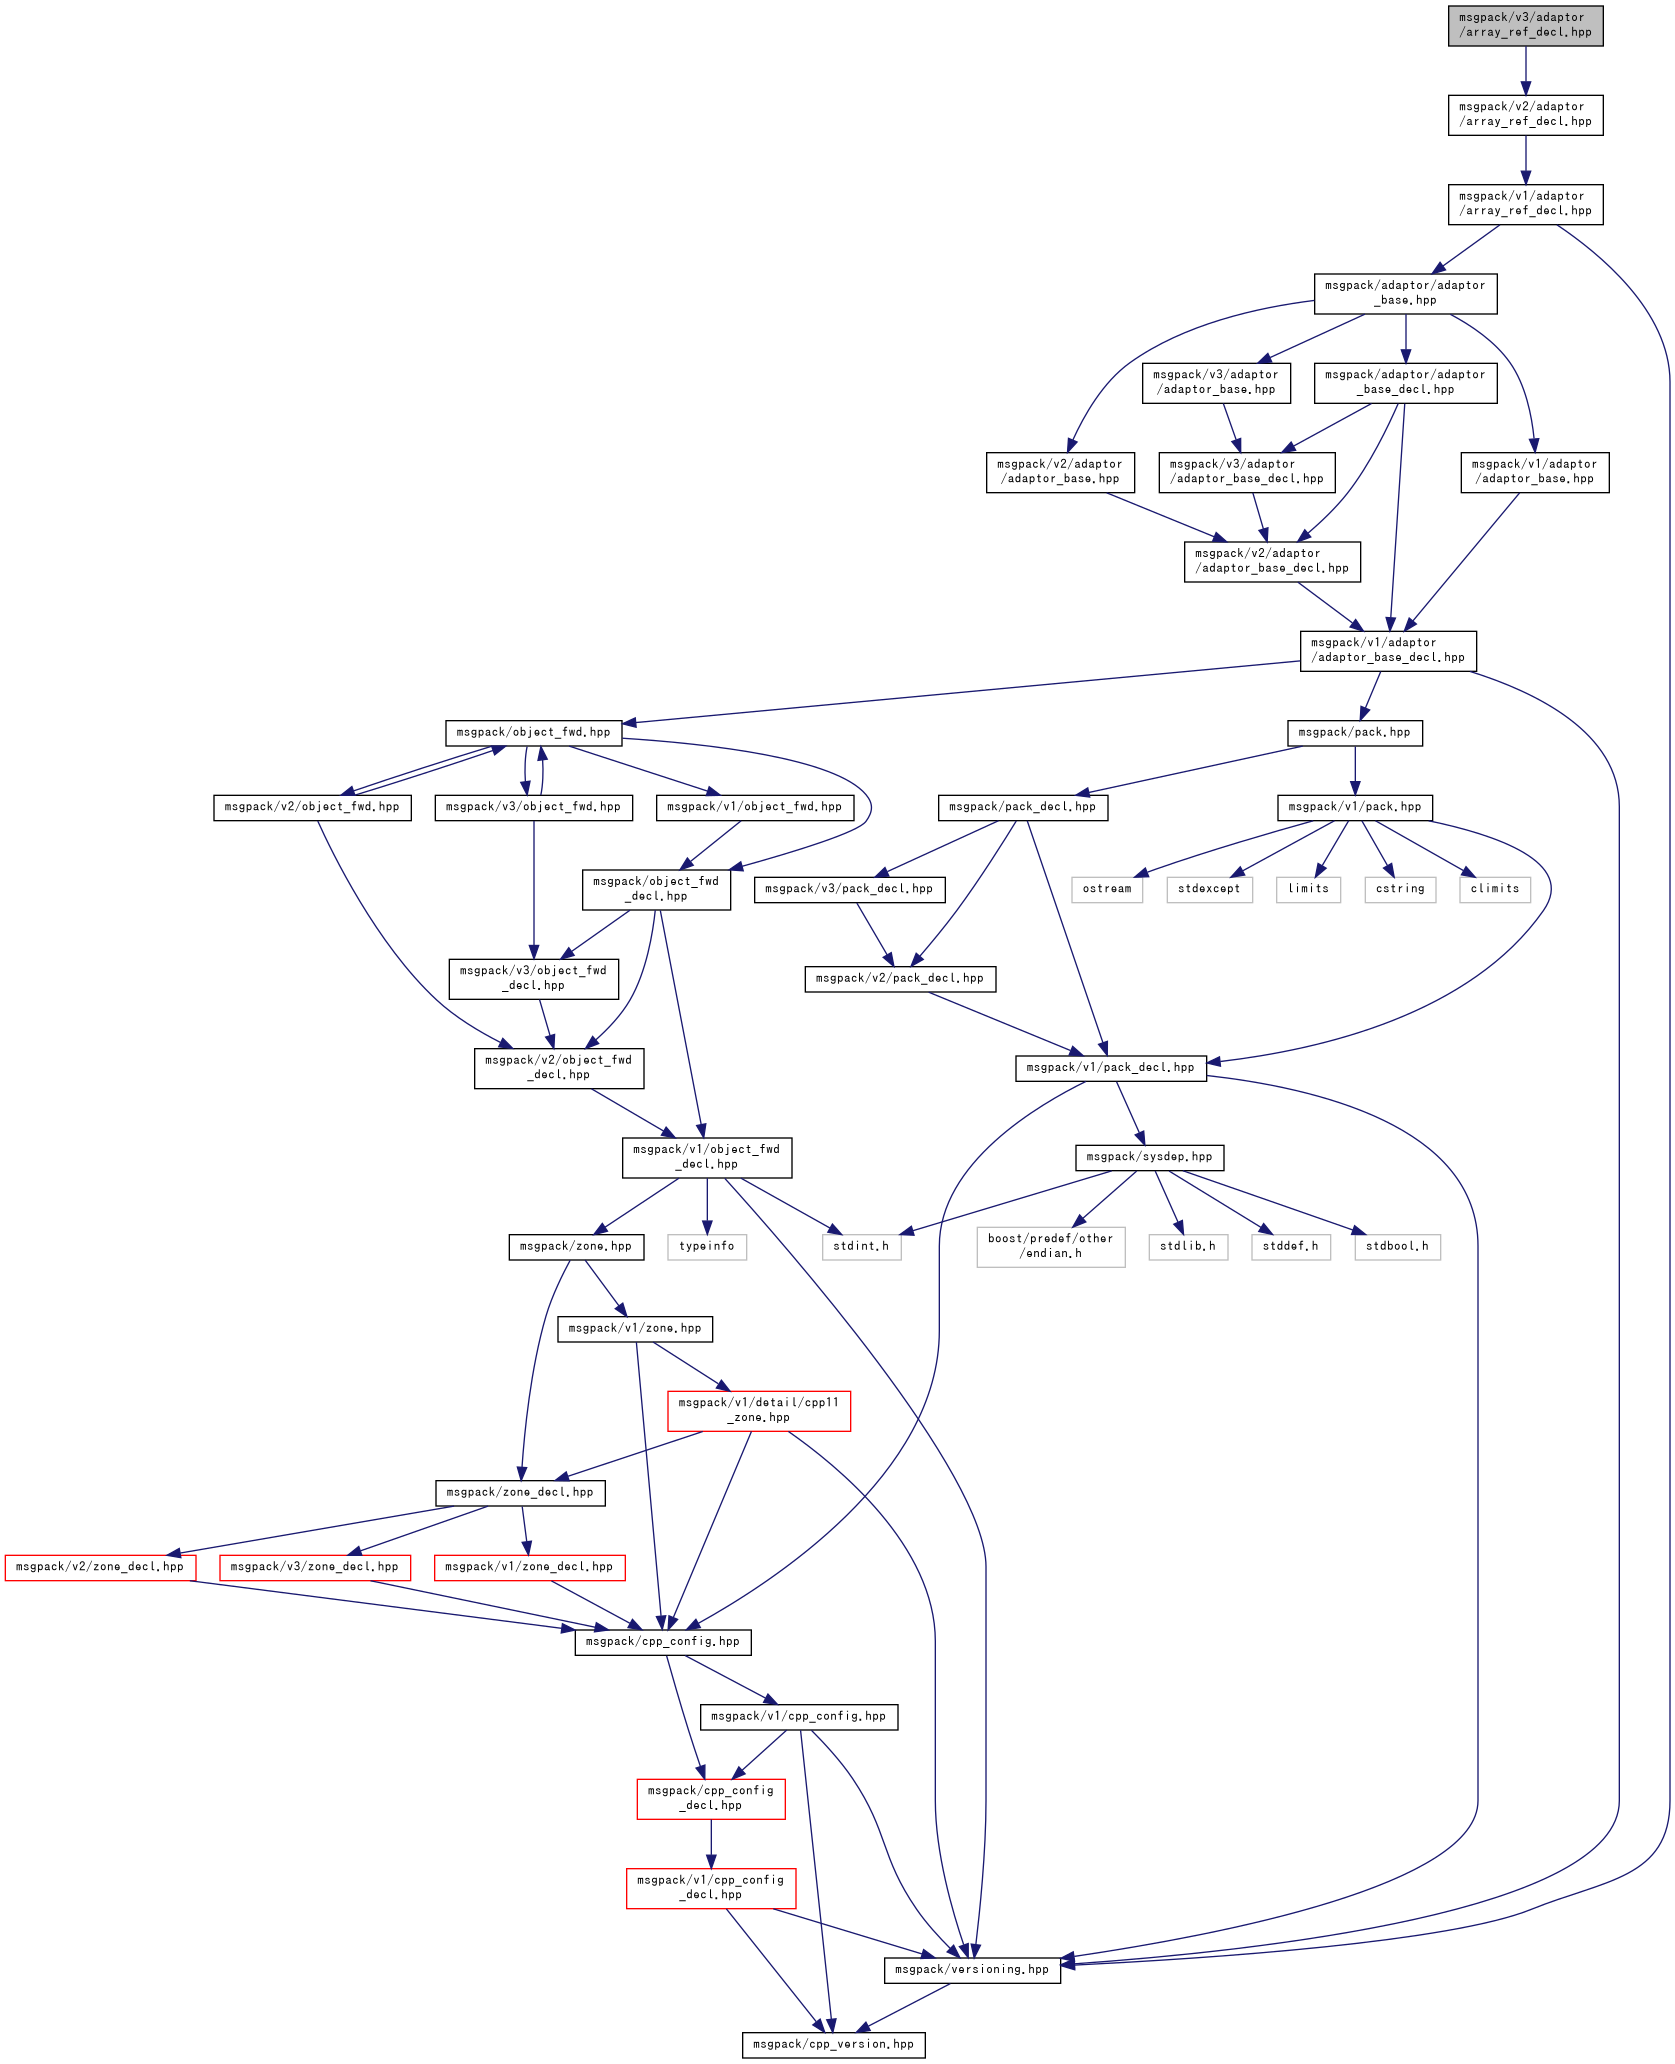 msgpack/v3/adaptor
/array_ref_decl.hpp
msgpack/v2/adaptor
/array_ref_decl.hpp
msgpack/v1/adaptor
/array_ref_decl.hpp
msgpack/adaptor/adaptor
_base.hpp
msgpack/v3/adaptor
/adaptor_base.hpp
msgpack/adaptor/adaptor
_base_decl.hpp
msgpack/v2/adaptor
/adaptor_base.hpp
msgpack/v3/adaptor
/adaptor_base_decl.hpp
msgpack/v1/adaptor
/adaptor_base.hpp
msgpack/v2/adaptor
/adaptor_base_decl.hpp
msgpack/v1/adaptor
/adaptor_base_decl.hpp
msgpack/object_fwd.hpp
msgpack/pack.hpp
msgpack/v2/object_fwd.hpp
msgpack/v3/object_fwd.hpp
msgpack/v1/object_fwd.hpp
msgpack/pack_decl.hpp
msgpack/v1/pack.hpp
msgpack/object_fwd
_decl.hpp
msgpack/v3/pack_decl.hpp
ostream
stdexcept
limits
cstring
climits
msgpack/v3/object_fwd
_decl.hpp
msgpack/v2/pack_decl.hpp
msgpack/v2/object_fwd
_decl.hpp
msgpack/v1/pack_decl.hpp
msgpack/v1/object_fwd
_decl.hpp
msgpack/sysdep.hpp
msgpack/zone.hpp
typeinfo
stdint.h
boost/predef/other
/endian.h
stdlib.h
stddef.h
stdbool.h
msgpack/v1/zone.hpp
msgpack/v1/detail/cpp11
_zone.hpp
msgpack/zone_decl.hpp
msgpack/v2/zone_decl.hpp
msgpack/v3/zone_decl.hpp
msgpack/v1/zone_decl.hpp
msgpack/cpp_config.hpp
msgpack/v1/cpp_config.hpp
msgpack/cpp_config
_decl.hpp
msgpack/v1/cpp_config
_decl.hpp
msgpack/versioning.hpp
msgpack/cpp_version.hpp